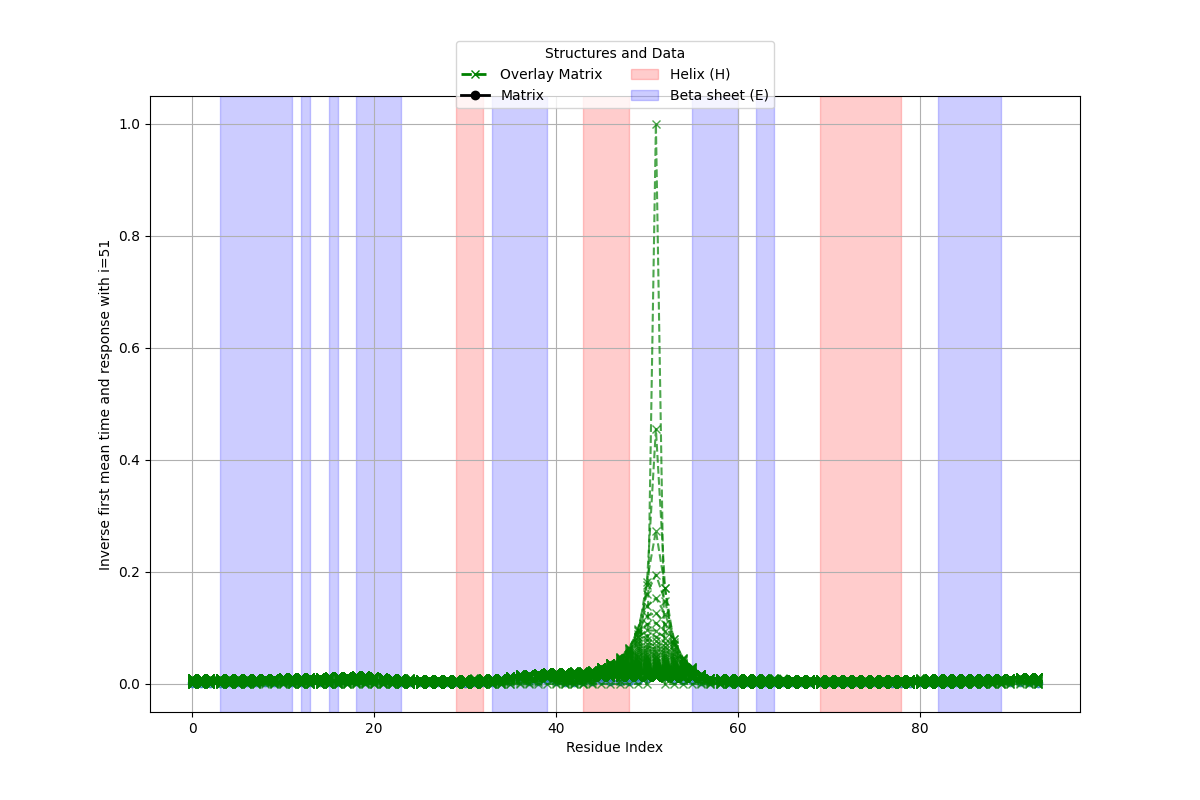 Structures and Data
Overlay Matrix
Matrix
Helix (H)
Beta sheet (E)
1.0
0.8
0.6
0.4
0.2
0.0
Inverse first mean time and response with i=51
0 20 40 60 80
Residue Index